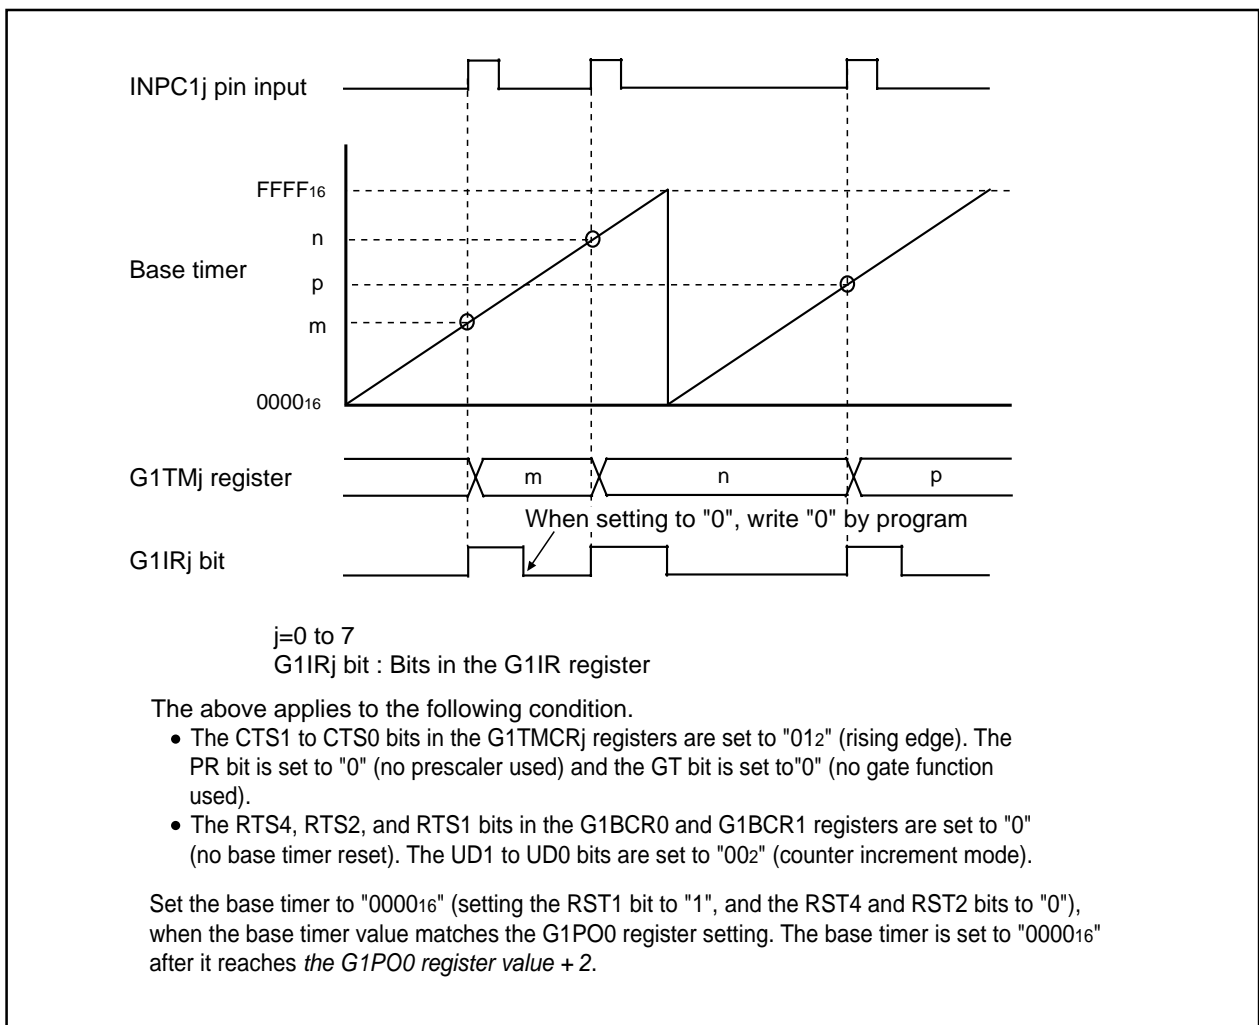 INPC1j pin input
FFFF16
n
Base timer
p
m
000016
G1TMj register
m
n
p
When setting to "0", write "0" by program
G1IRj bit
j=0 to 7
G1IRj bit : Bits in the G1IR register
The above applies to the following condition.
• The CTS1 to CTS0 bits in the G1TMCRj registers are set to "012" (rising edge). The
PR bit is set to "0" (no prescaler used) and the GT bit is set to"0" (no gate function
used).
• The RTS4, RTS2, and RTS1 bits in the G1BCR0 and G1BCR1 registers are set to "0"
(no base timer reset). The UD1 to UD0 bits are set to "002" (counter increment mode).
Set the base timer to "000016" (setting the RST1 bit to "1", and the RST4 and RST2 bits to "0"),
when the base timer value matches the G1PO0 register setting. The base timer is set to "000016"
after it reaches the G1PO0 register value + 2.